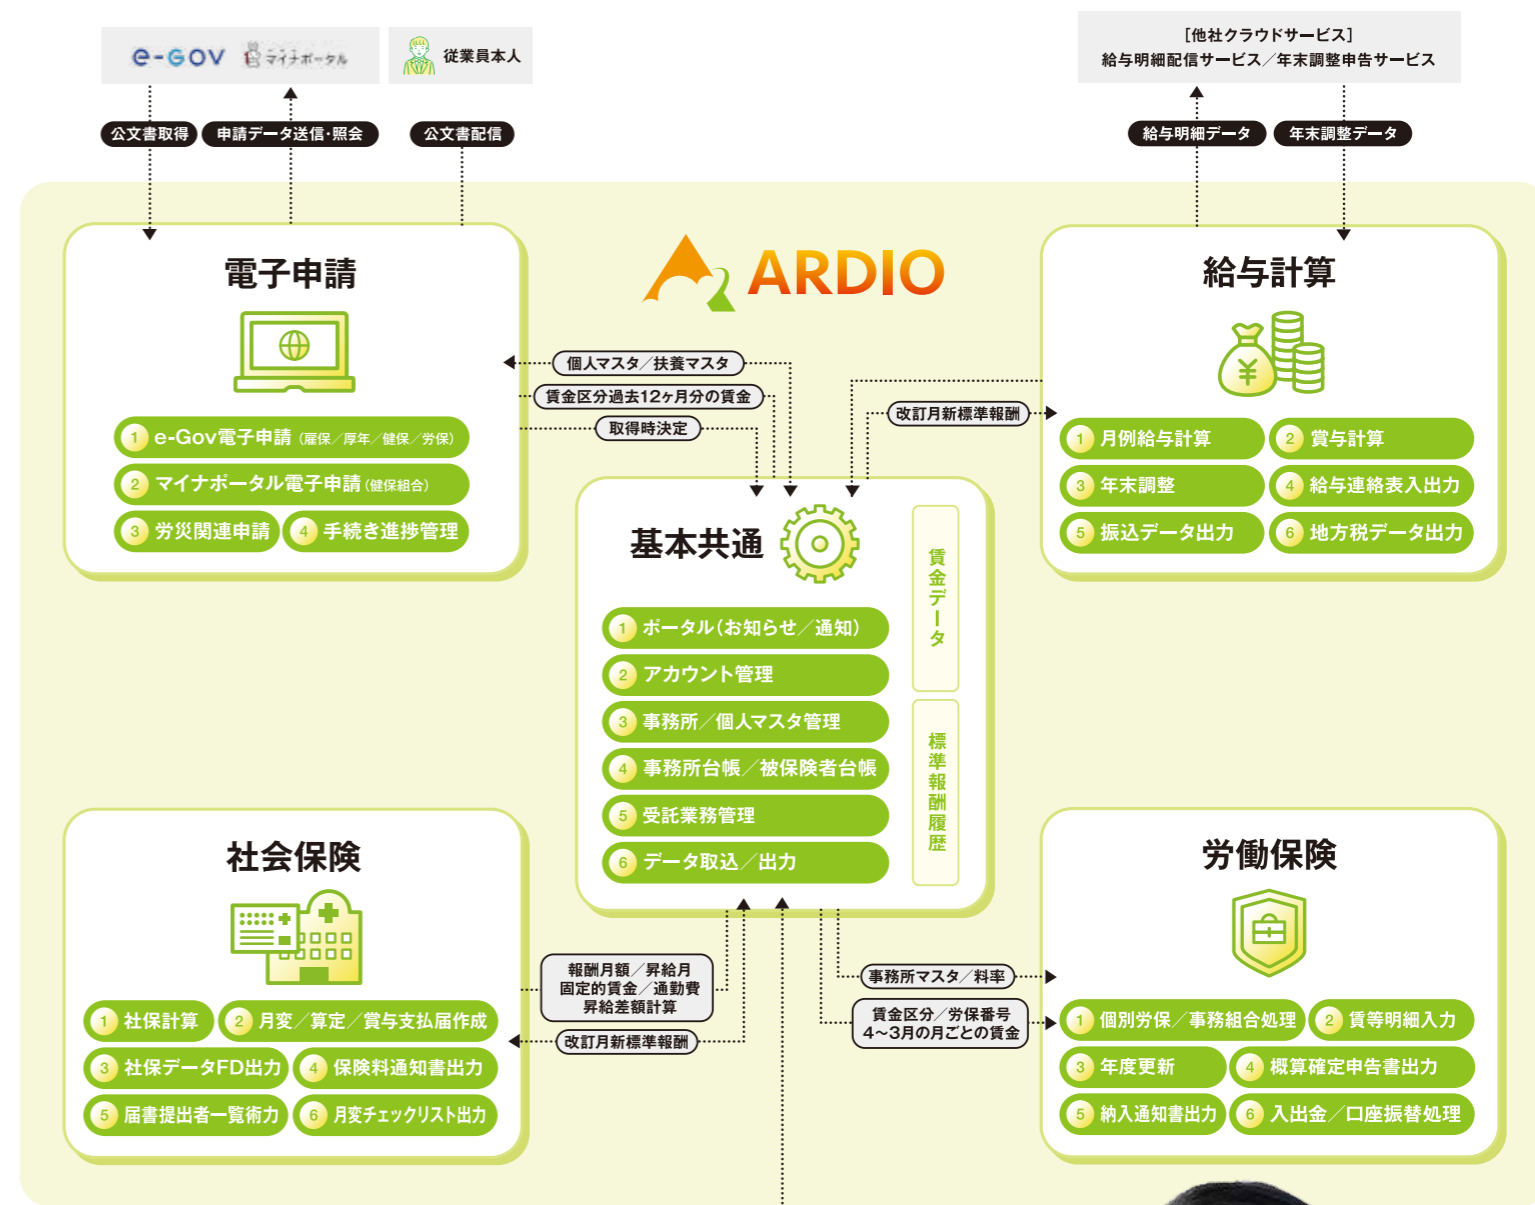 e-GOV マイナポータル
従業員本人
[他社クラウドサービス]
給与明細配信サービス／年末調整申告サービス
公文書取得
申請データ送信・照会
公文書配信
給与明細データ
年末調整データ
電子申請
1 e-Gov電子申請（雇保／厚年／健保／労保）
2 マイナポータル電子申請（健保組合）
3 労災関連申請
4 手続き進捗管理
ARDIO
個人マスタ／扶養マスタ
賃金区分過去12ヶ月分の賃金
取得時決定
改訂月新標準報酬
給与計算
¥
1 月例給与計算
2 賞与計算
3 年末調整
4 給与連絡表入出力
5 振込データ出力
6 地方税データ出力
基本共通
1 ポータル（お知らせ／通知）
2 アカウント管理
3 事務所／個人マスタ管理
4 事務所台帳／被保険者台帳
5 受託業務管理
6 データ取込／出力
賃金データ
標準報酬履歴
社会保険
1 社保計算
2 月変／算定／賞与支払届作成
3 社保データFD出力
4 保険料通知書出力
5 届書提出者一覧術力
6 月変チェックリスト出力
報酬月額／昇給月
固定的賃金／通勤費
昇給差額計算
改訂月新標準報酬
事務所マスタ／料率
賃金区分／労保番号
4〜3月の月ごとの賃金
労働保険
1 個別労保／事務組合処理
2 賃等明細入力
3 年度更新
4 概算確定申告書出力
5 納入通知書出力
6 入出金／口座振替処理